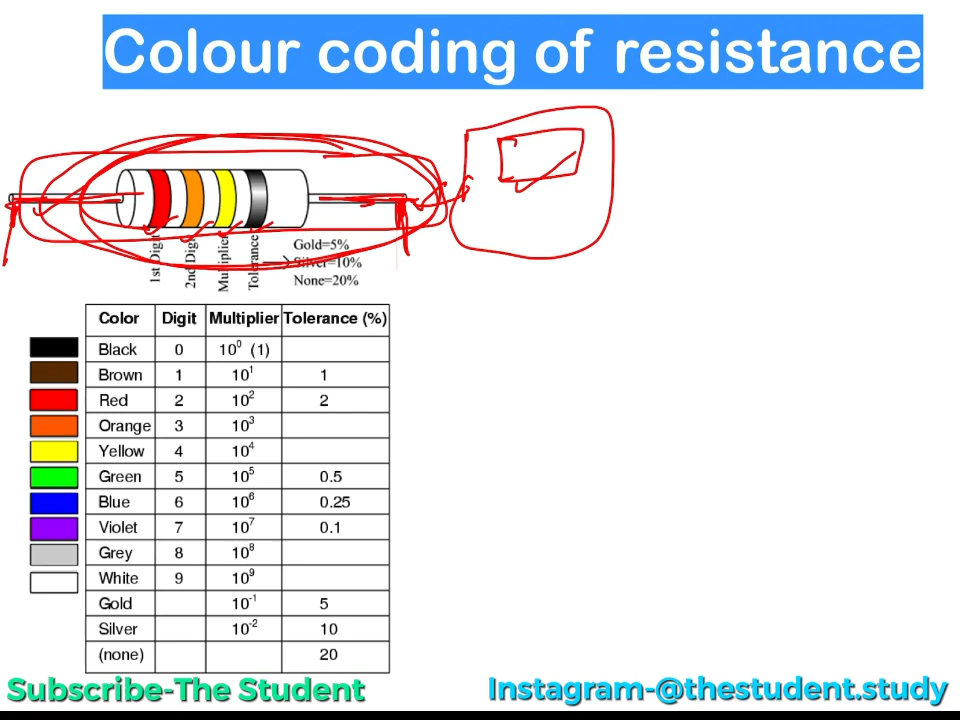 Colour coding of resistance
1st Digit
2nd Digit
Multiplier
Tolerance
Gold=5%
Silver=10%
None=20%
Color Digit Multiplier Tolerance (%)
Black 0 10⁰ (1)
Brown 1 10¹ 1
Red 2 10² 2
Orange 3 10³
Yellow 4 10⁴
Green 5 10⁵ 0.5
Blue 6 10⁶ 0.25
Violet 7 10⁷ 0.1
Grey 8 10⁸
White 9 10⁹
Gold 10⁻¹ 5
Silver 10⁻² 10
(none) 20
Subscribe-The Student
Instagram-@thestudent.study